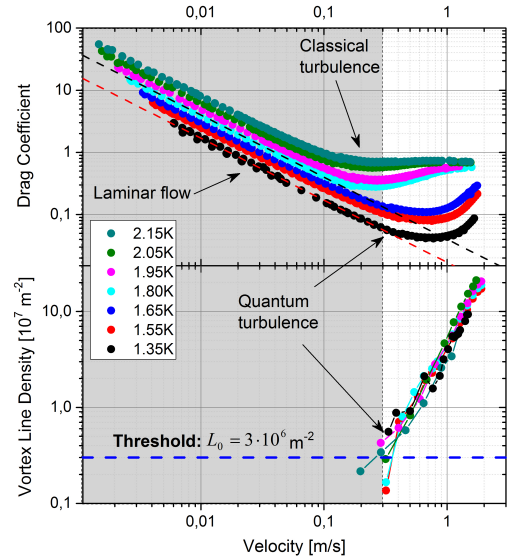 0,01 0,1 1
100
10
1
0,1
Drag Coefficient
Classical
turbulence
Laminar flow
2.15K
2.05K
1.95K
1.80K
1.65K
1.55K
1.35K
Quantum
turbulence
10,0
1,0
0,1
Vortex Line Density [10⁷ m⁻²]
Threshold: L₀ = 3·10⁶ m⁻²
0,01 0,1 1
Velocity [m/s]